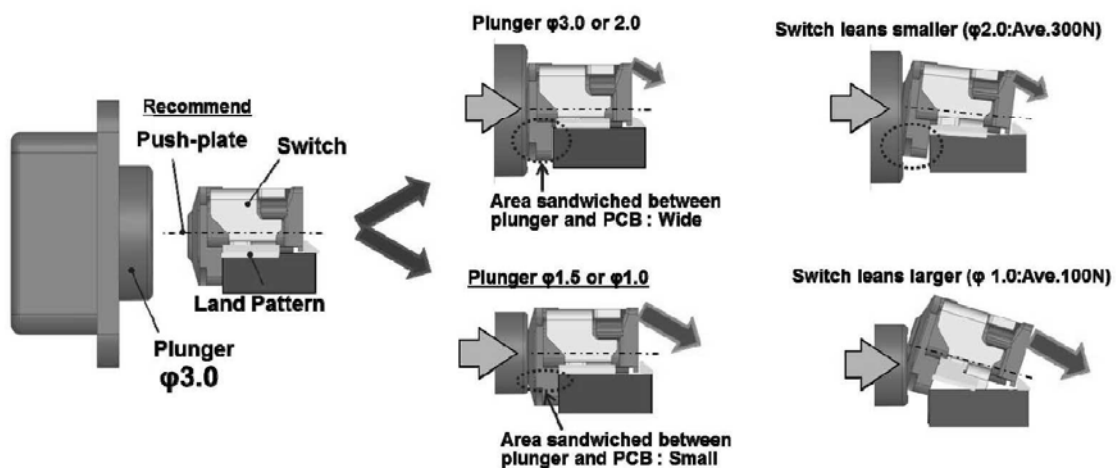 Recommend
Push-plate
Switch
Land Pattern
Plunger
φ3.0
Plunger φ3.0 or 2.0
Area sandwiched between
plunger and PCB : Wide
Switch leans smaller (φ2.0:Ave.300N)
Plunger φ1.5 or φ1.0
Area sandwiched between
plunger and PCB : Small
Switch leans larger (φ 1.0:Ave.100N)